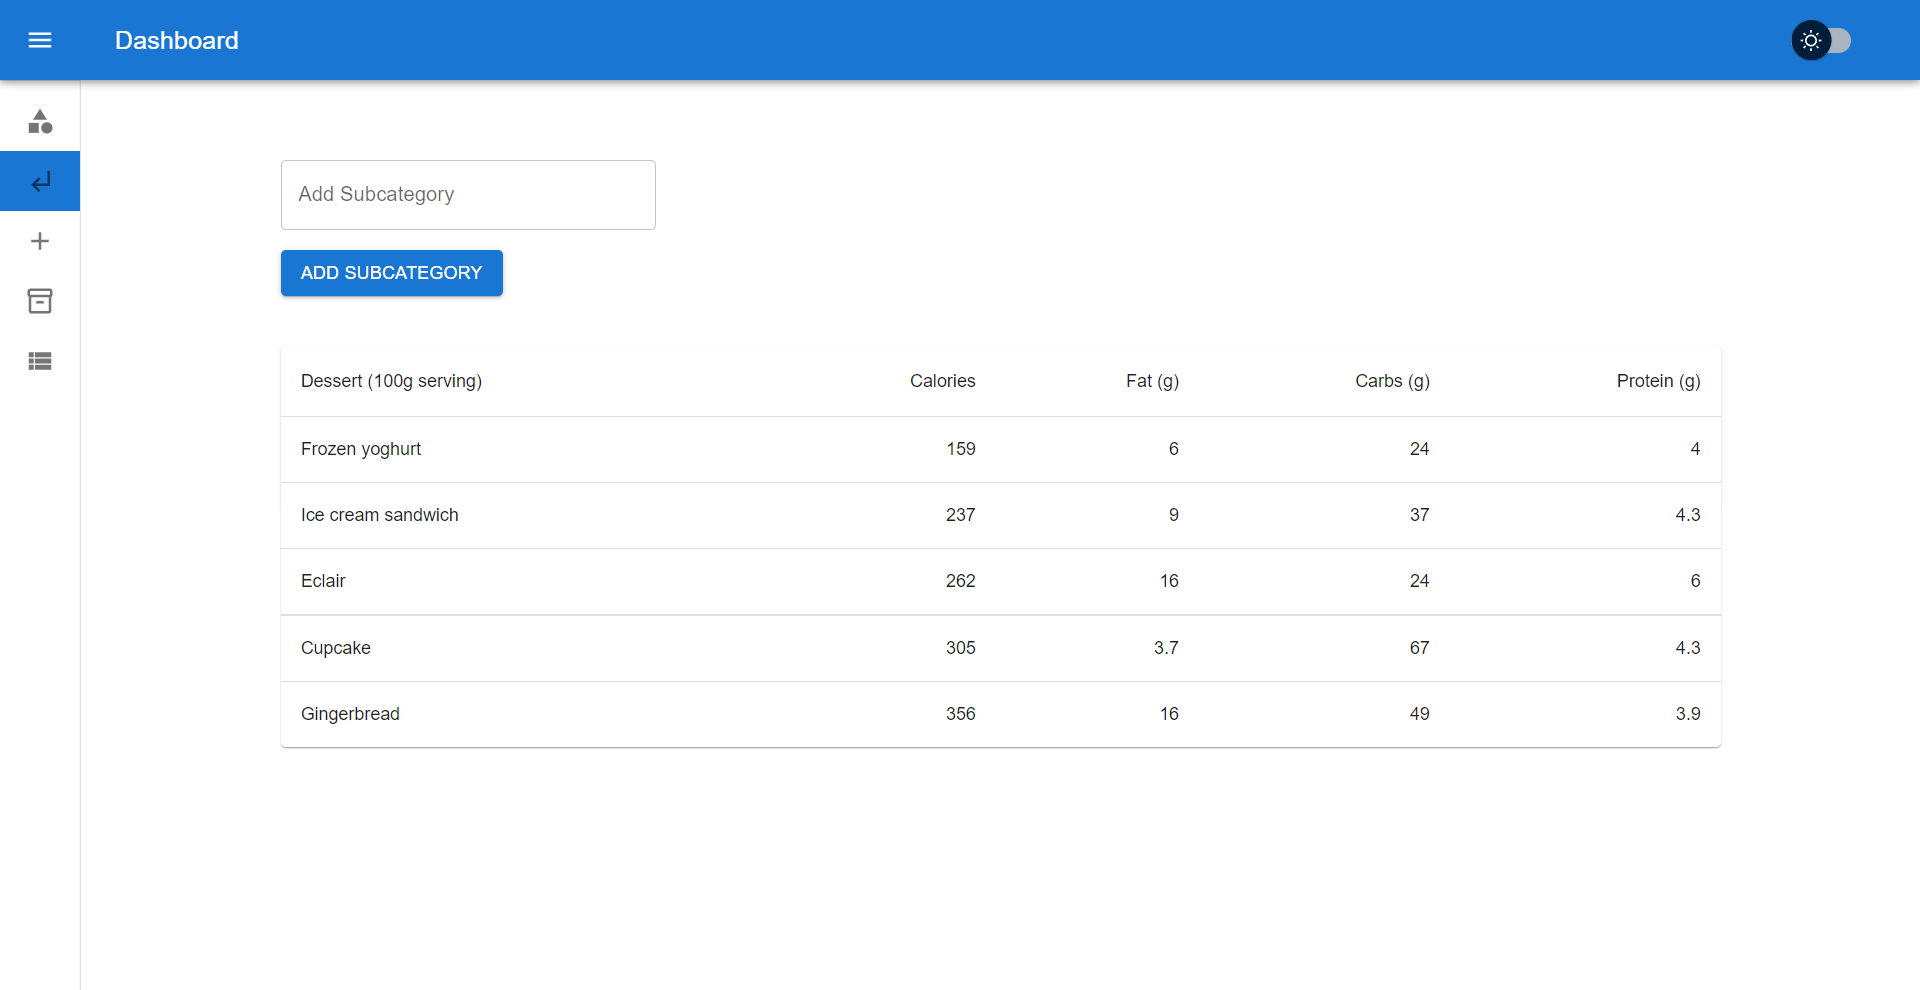 Dashboard
Add Subcategory
ADD SUBCATEGORY
Dessert (100g serving) Calories Fat (g) Carbs (g) Protein (g)
Frozen yoghurt 159 6 24 4
Ice cream sandwich 237 9 37 4.3
Eclair 262 16 24 6
Cupcake 305 3.7 67 4.3
Gingerbread 356 16 49 3.9